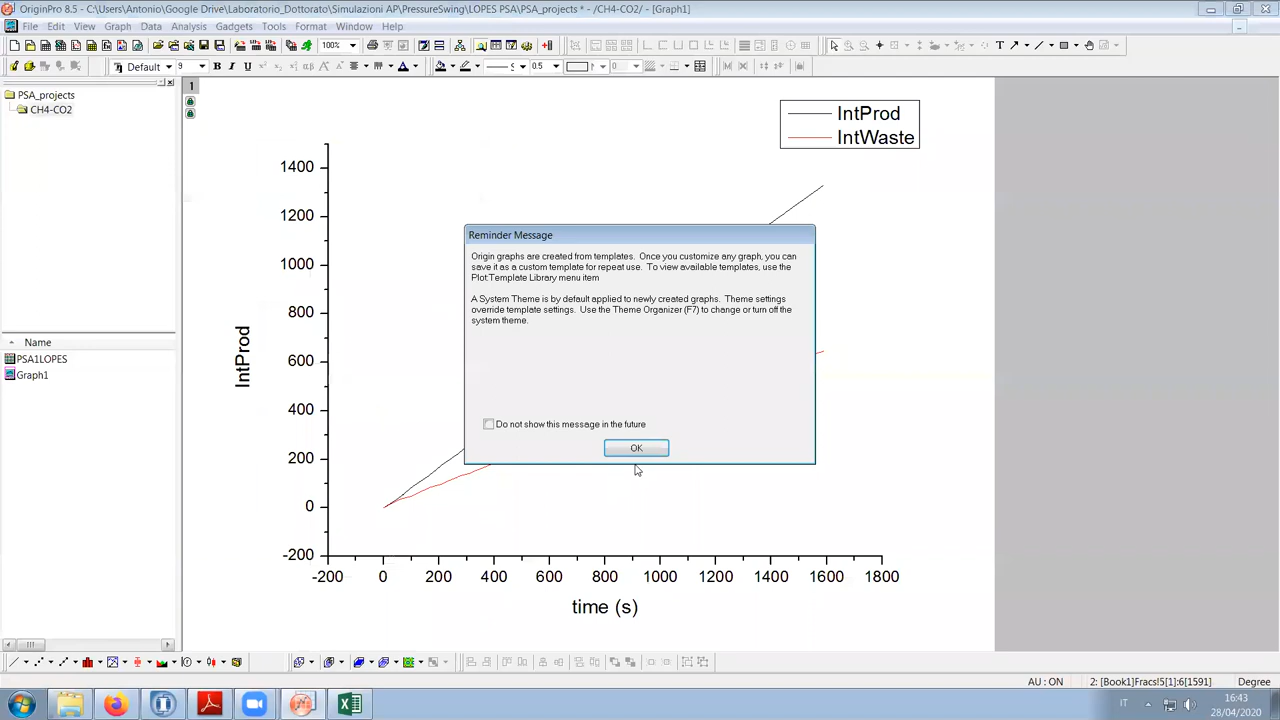 OriginPro 8.5 - C:\Users\Antonio\Google Drive\Laboratorio_Dottorato\Simulazioni AP\PressureSwing\LOPES PSA\PSA_projects * - /CH4-CO2/ - [Graph1]
File Edit View Graph Data Analysis Gadgets Tools Format Window Help
100%
Default 9 B I U 0.5 0
PSA_projects
CH4-CO2
Name
PSA1LOPES
Graph1
1
IntProd
IntWaste
1400
1200
1000
800
600
400
200
0
-200
IntProd
-200 0 200 400 600 800 1000 1200 1400 1600 1800
time (s)
Reminder Message
Origin graphs are created from templates. Once you customize any graph, you can
save it as a custom template for repeat use. To view available templates, use the
Plot:Template Library menu item
A System Theme is by default applied to newly created graphs. Theme settings
override template settings. Use the Theme Organizer (F7) to change or turn off the
system theme.
Do not show this message in the future
OK
AU : ON 2: [Book1]Fracs!5[1]:6[1591] Degree
IT 16:43
28/04/2020